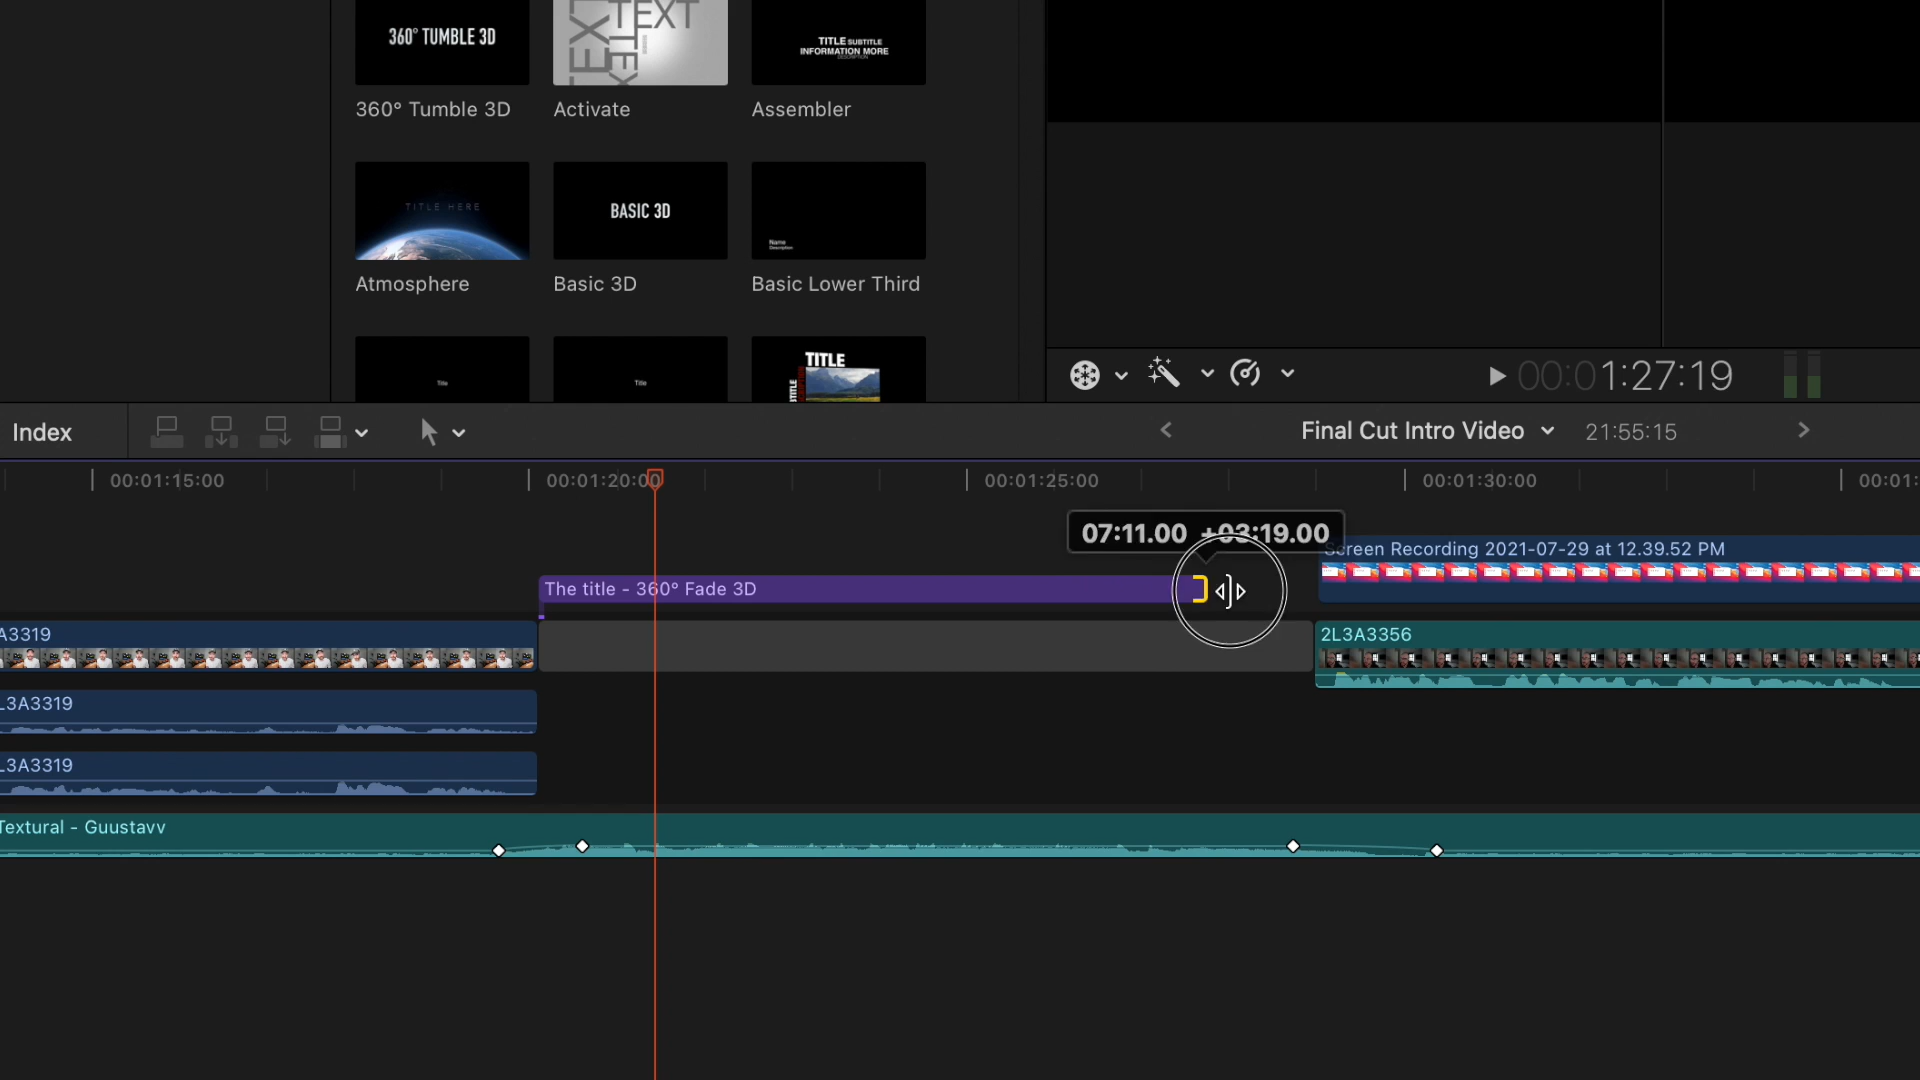 360° TUMBLE 3D
TEXT
TEXT
TEXT
TITLE SUBTITLE
INFORMATION MORE
DESCRIPTION
360° Tumble 3D
Activate
Assembler
TITLE HERE
BASIC 3D
Name
Description
Atmosphere
Basic 3D
Basic Lower Third
Title
Title
TITLE
00:01:27:19
Index
Final Cut Intro Video
21:55:15
00:01:15:00
00:01:20:00
00:01:25:00
00:01:30:00
00:01:
07:11.00 +03:19.00
Screen Recording 2021-07-29 at 12.39.52 PM
The title - 360° Fade 3D
A3319
2L3A3356
L3A3319
L3A3319
Textural - Guustavv